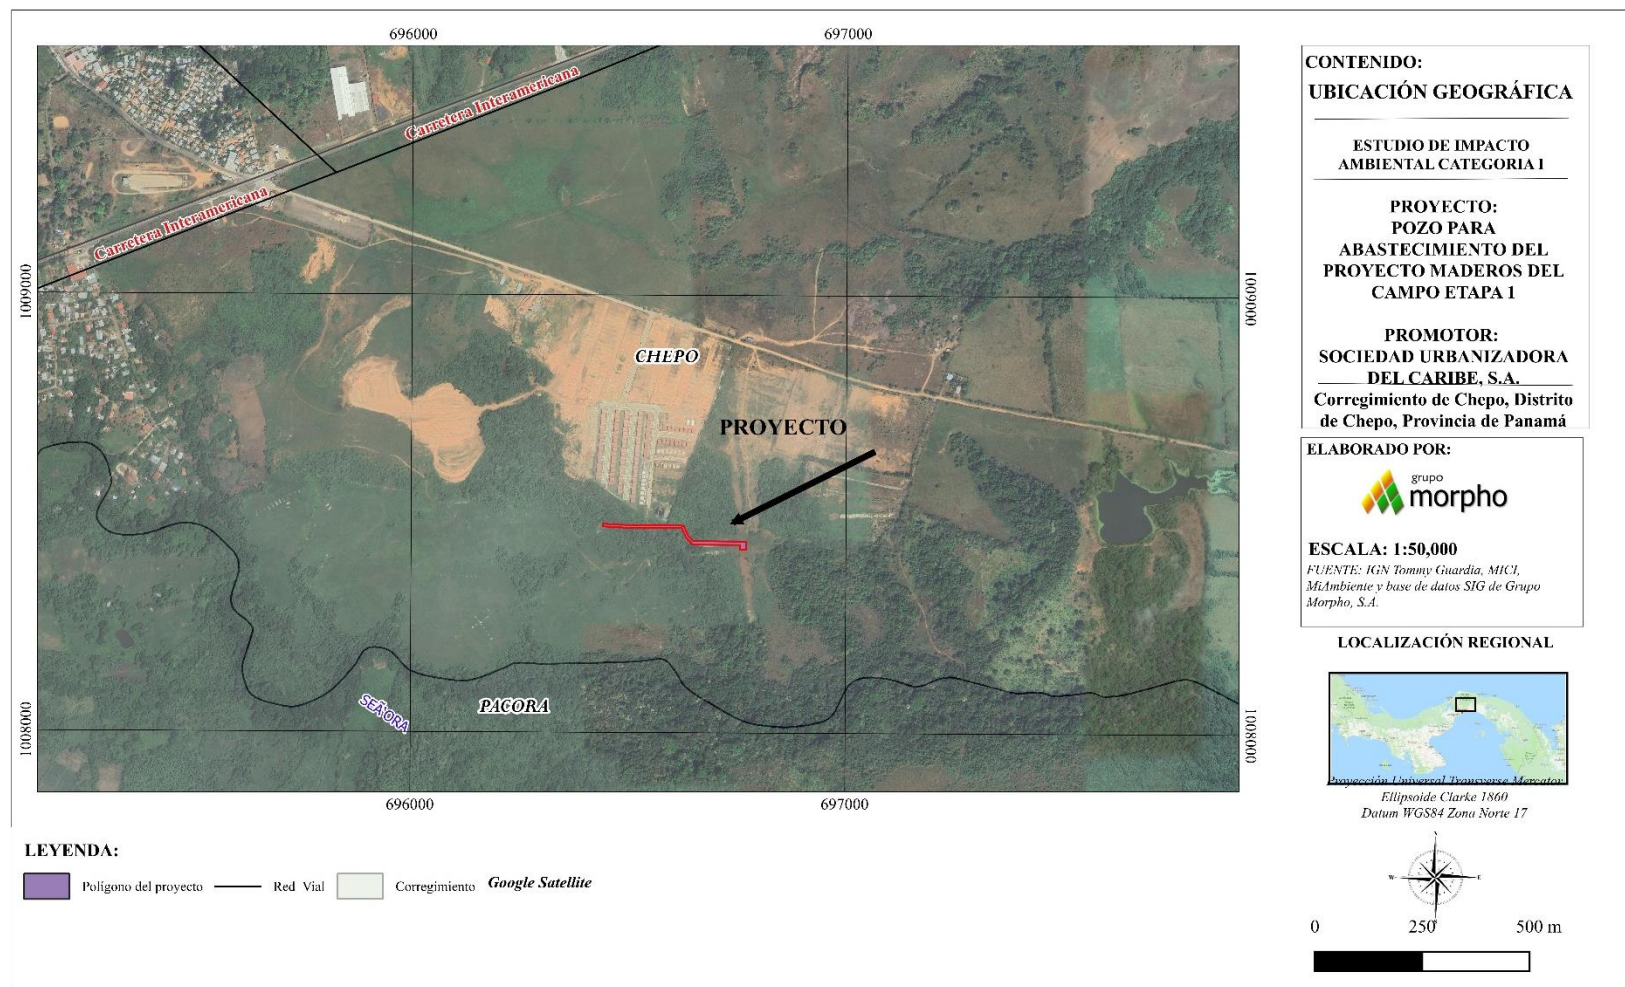 696000
697000
Carretera Interamericana
Carretera Interamericana
1009000
1009000
CHEPO
PROYECTO
1008000
1008000
SEÃ‘ORA
PACORA
696000
697000
CONTENIDO:
UBICACIÓN GEOGRÁFICA
ESTUDIO DE IMPACTO
AMBIENTAL CATEGORIA I
PROYECTO:
POZO PARA
ABASTECIMIENTO DEL
PROYECTO MADEROS DEL
CAMPO ETAPA 1
PROMOTOR:
SOCIEDAD URBANIZADORA
DEL CARIBE, S.A.
Corregimiento de Chepo, Distrito
de Chepo, Provincia de Panamá
ELABORADO POR:
grupo
morpho
ESCALA: 1:50,000
FUENTE: IGN Tommy Guardia, MICI,
MiAmbiente y base de datos SIG de Grupo
Morpho, S.A.
LOCALIZACIÓN REGIONAL
Proyección Universal Transverse Mercator
Ellipsoide Clarke 1860
Datum WGS84 Zona Norte 17
N
W
E
S
0 250 500 m
LEYENDA:
Polígono del proyecto
Red Vial
Corregimiento
Google Satellite